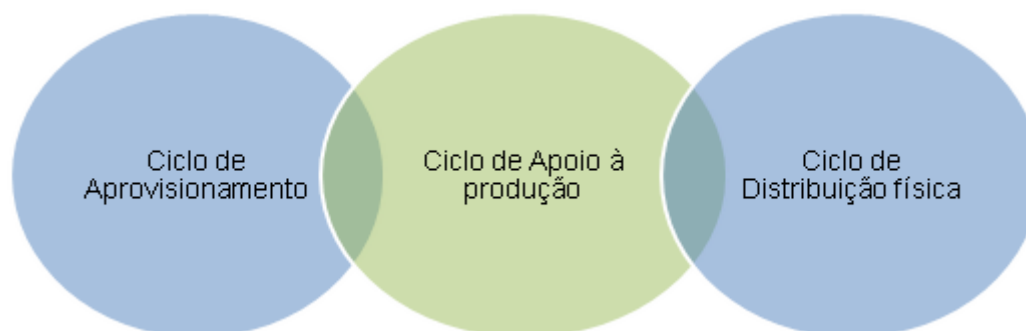 Ciclo de
Aprovisionamento
Ciclo de Apoio à
produção
Ciclo de
Distribuição física